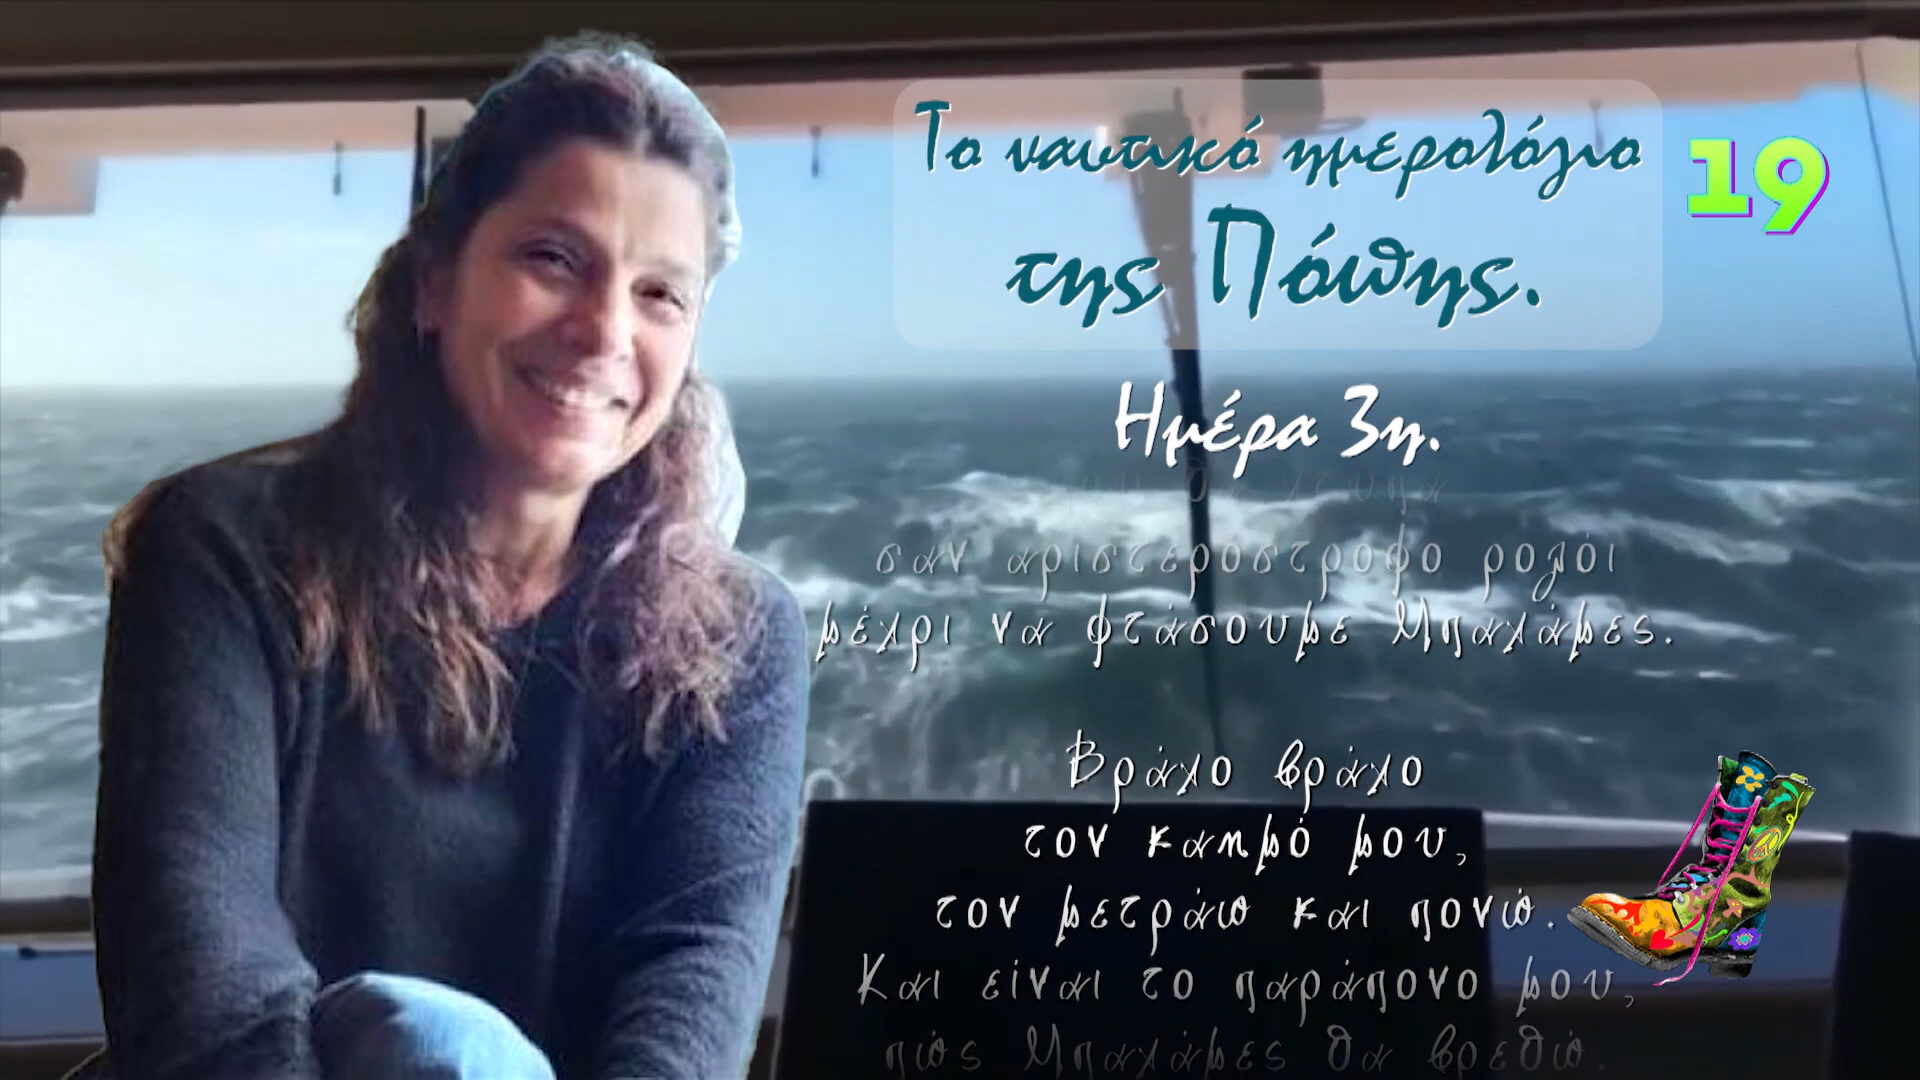 Το ναυτικό ημερολόγιο
19
της Πόπης.
Ημέρα 3η.
σαν αριστερόστροφο ρολόι
μέχρι να φτάσουμε Μπαχάμες.
Βράχο βράχο
τον καημό μου,
τον μετράω και πονώ.
Και είναι το παράπονο μου,
πώς Μπαχάμες θα βρεθώ.